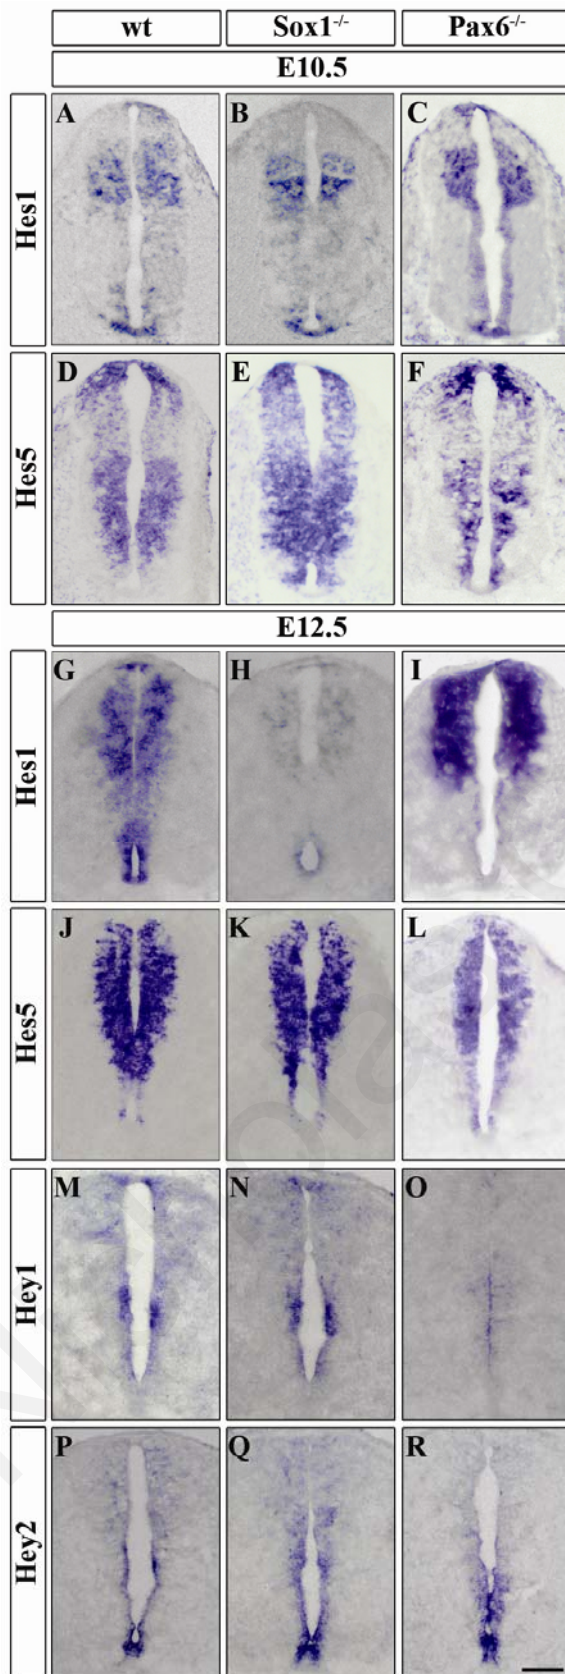 wt Sox1-/- Pax6-/-
E10.5
Hes1
A B C
Hes5
D E F
E12.5
Hes1
G H I
Hes5
J K L
Hey1
M N O
Hey2
P Q R